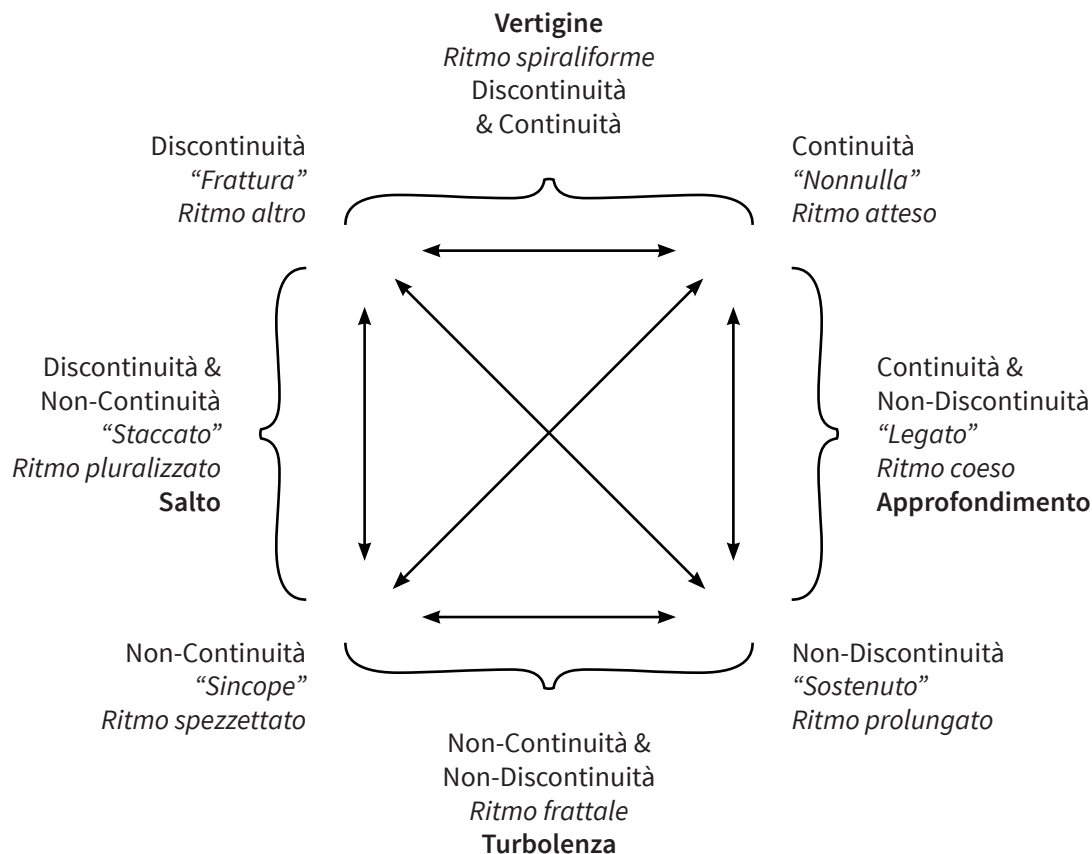 Vertigine
Ritmo spiraliforme
Discontinuità
& Continuità
Discontinuità
“Frattura”
Ritmo altro
Continuità
“Nonnulla”
Ritmo atteso
Discontinuità &
Non-Continuità
“Staccato”
Ritmo pluralizzato
Salto
Continuità &
Non-Discontinuità
“Legato”
Ritmo coeso
Approfondimento
Non-Continuità
“Sincope”
Ritmo spezzettato
Non-Discontinuità
“Sostenuto”
Ritmo prolungato
Non-Continuità &
Non-Discontinuità
Ritmo frattale
Turbolenza